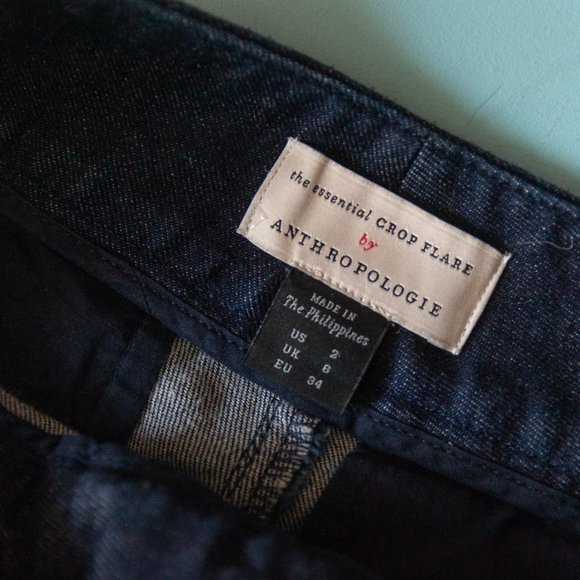 the essential CROP FLARE
by
ANTHROPOLOGIE
MADE IN
The Philippines
US 2
UK 6
EU 34